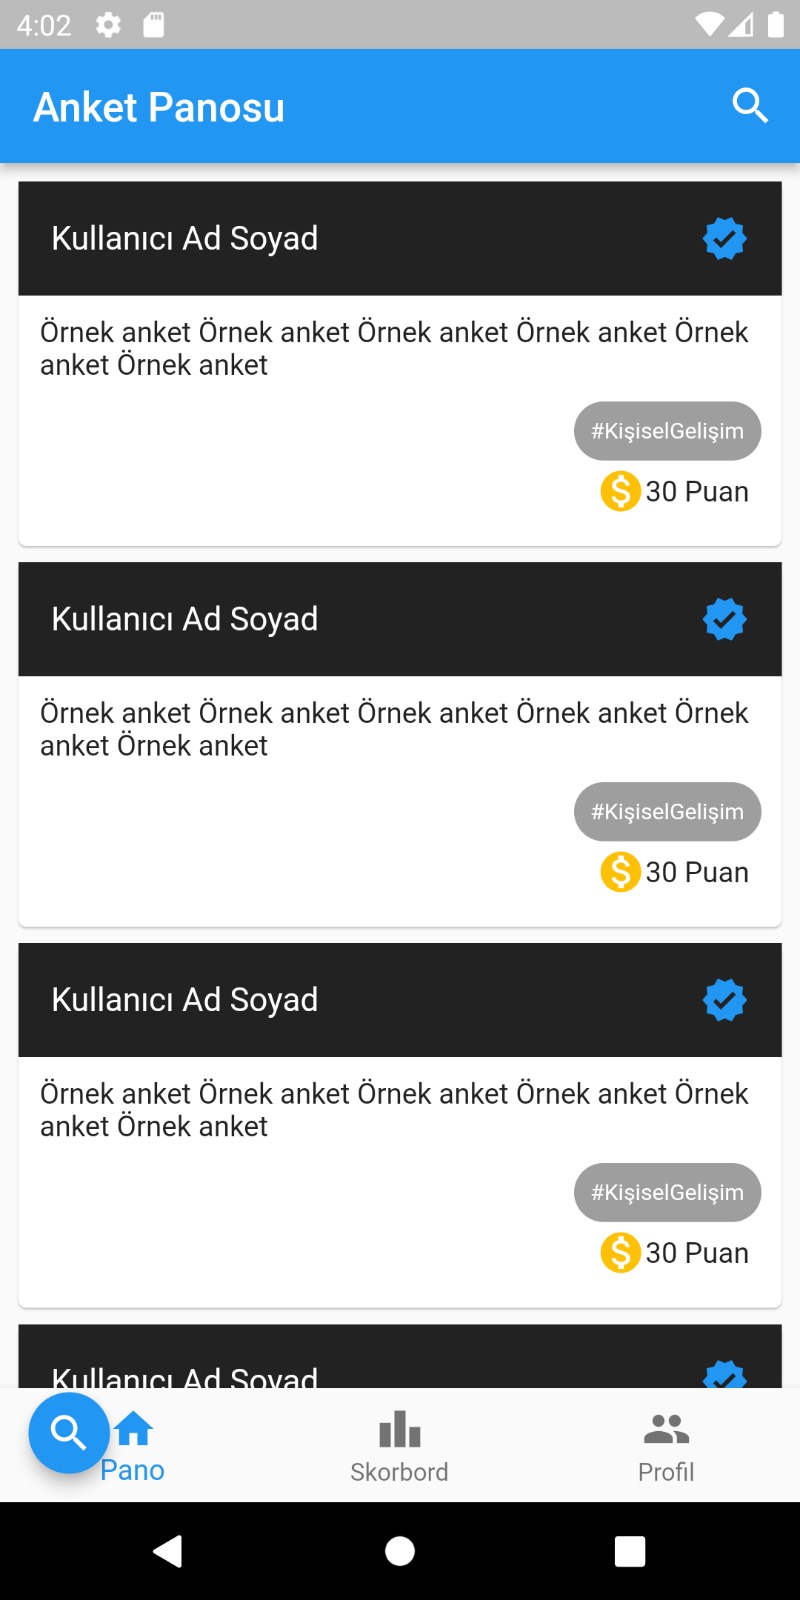 4:02
Anket Panosu
Kullanıcı Ad Soyad
Örnek anket Örnek anket Örnek anket Örnek anket Örnek
anket Örnek anket
#KişiselGelişim
30 Puan
Kullanıcı Ad Soyad
Örnek anket Örnek anket Örnek anket Örnek anket Örnek
anket Örnek anket
#KişiselGelişim
30 Puan
Kullanıcı Ad Soyad
Örnek anket Örnek anket Örnek anket Örnek anket Örnek
anket Örnek anket
#KişiselGelişim
30 Puan
Kullanıcı Ad Soyad
Pano
Skorbord
Profil